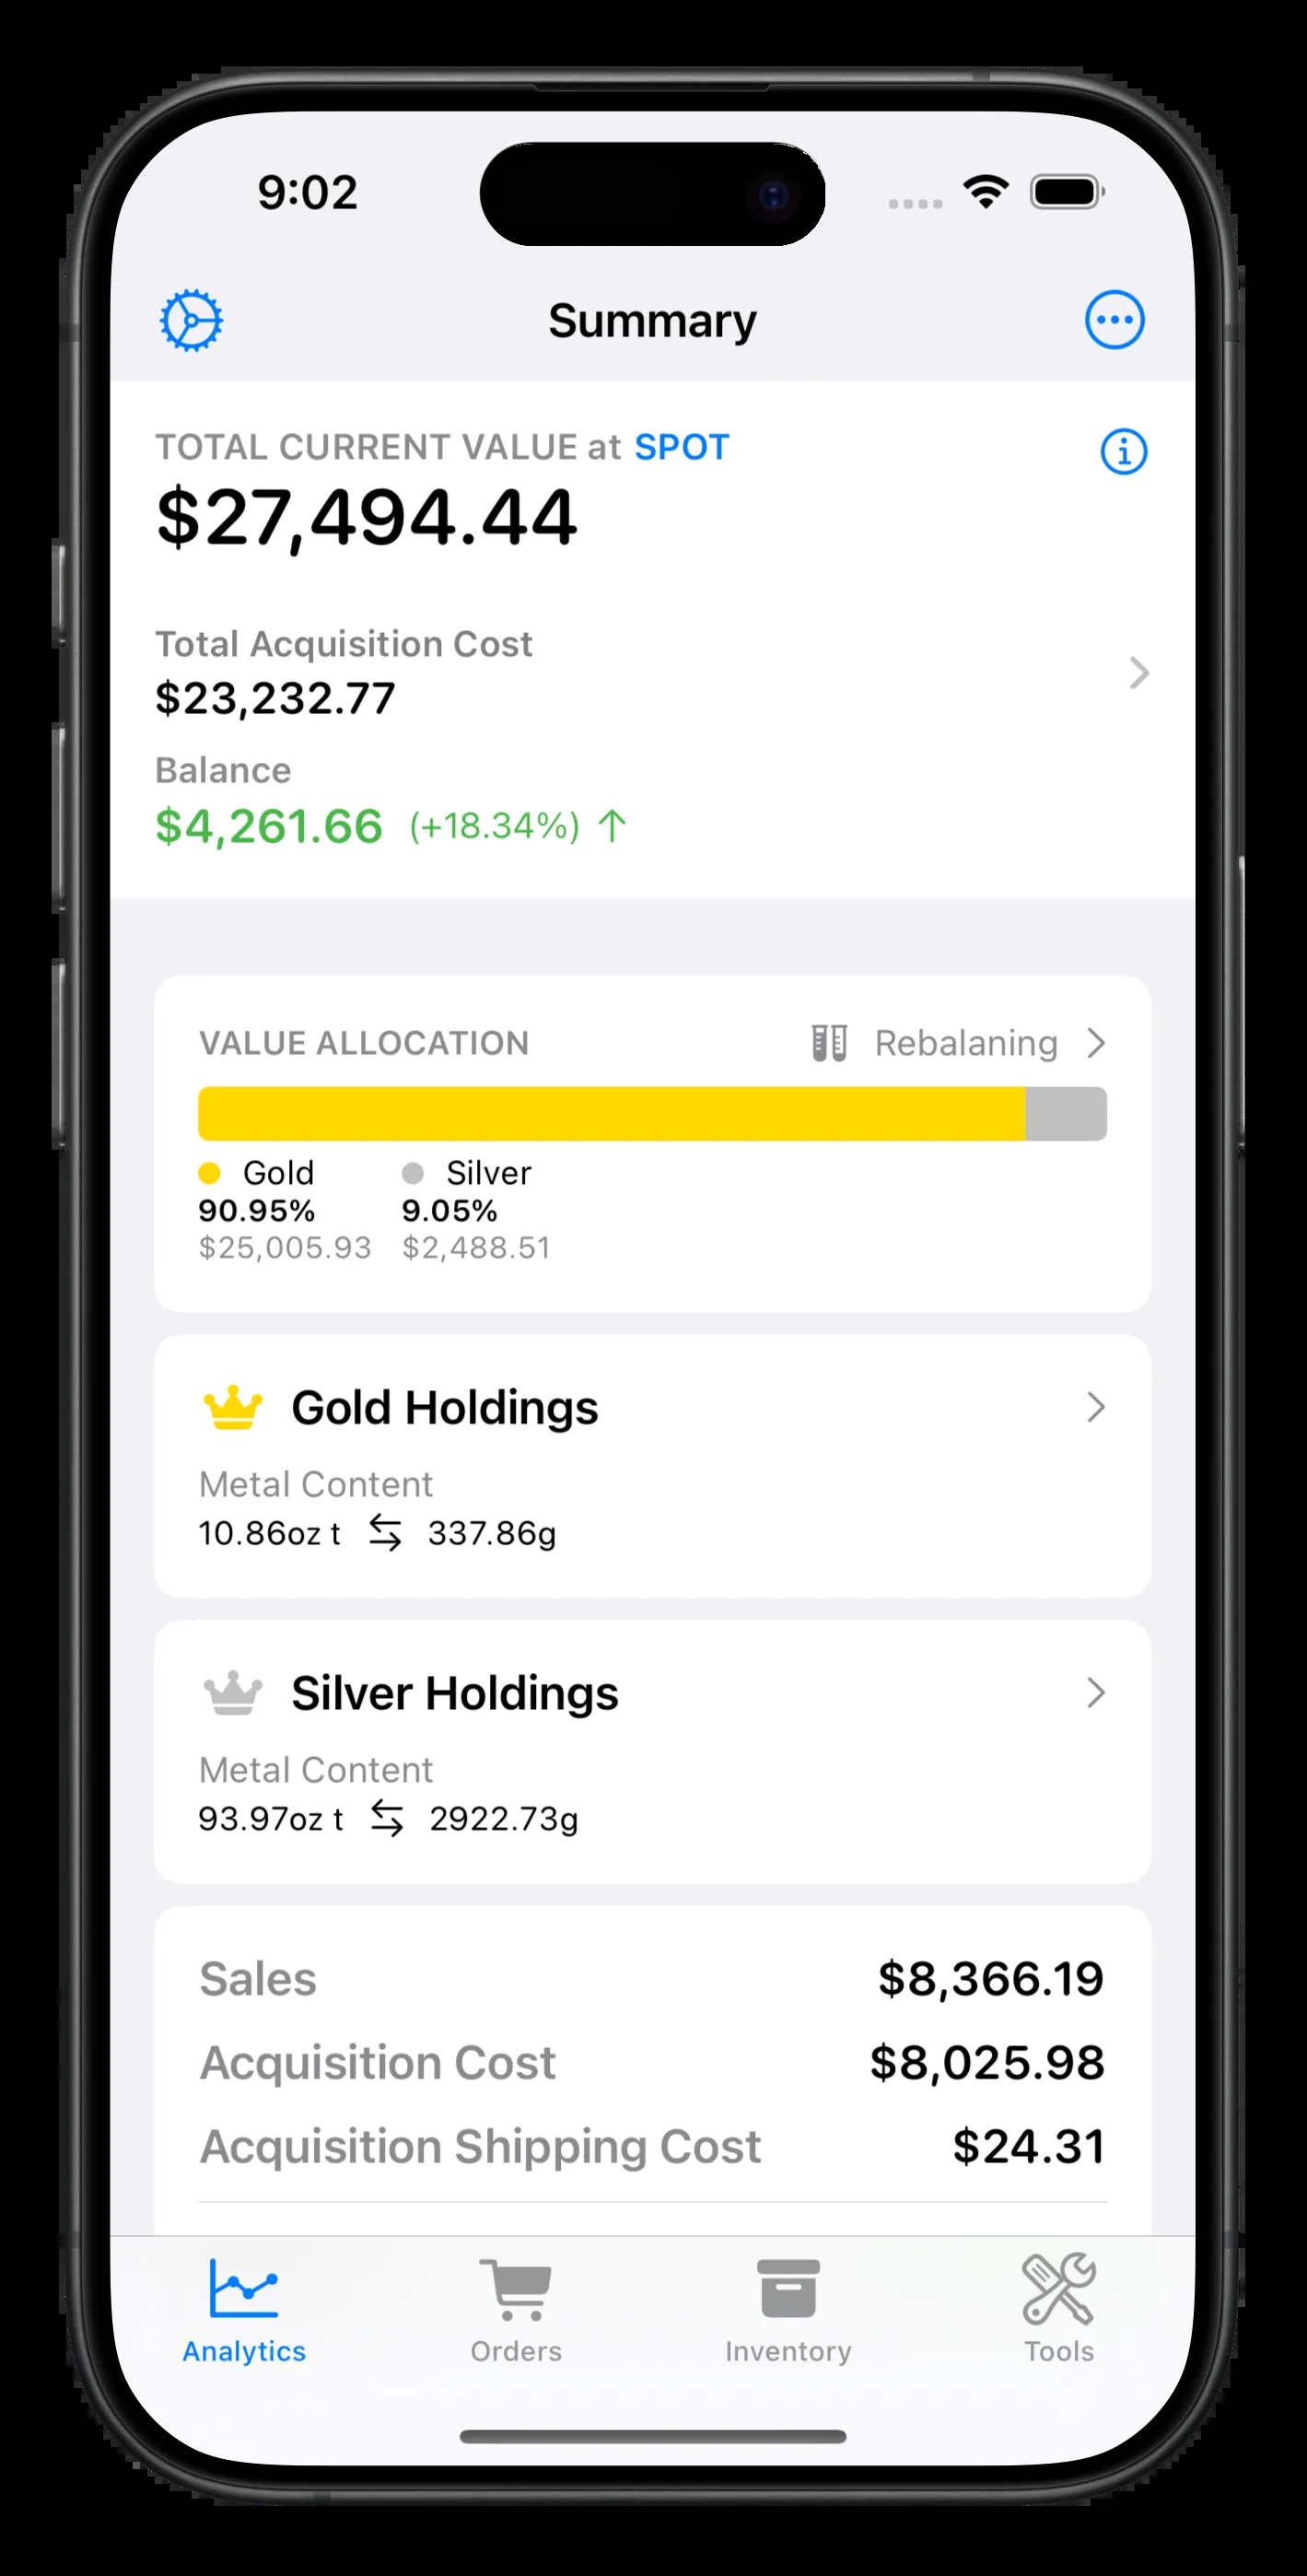 9:02
Summary
TOTAL CURRENT VALUE at SPOT
$27,494.44
Total Acquisition Cost
$23,232.77
Balance
$4,261.66 (+18.34%) ↑
VALUE ALLOCATION Rebalaning
Gold Silver
90.95% 9.05%
$25,005.93 $2,488.51
Gold Holdings
Metal Content
10.86oz t ⇆ 337.86g
Silver Holdings
Metal Content
93.97oz t ⇆ 2922.73g
Sales $8,366.19
Acquisition Cost $8,025.98
Acquisition Shipping Cost $24.31
Analytics Orders Inventory Tools